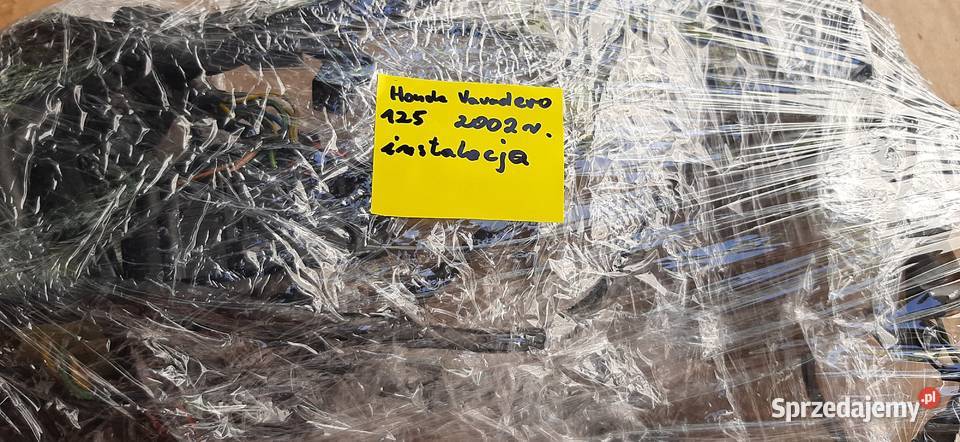 Honda Varadero
125 2002r.
instalacja
Sprzedajemy.pl